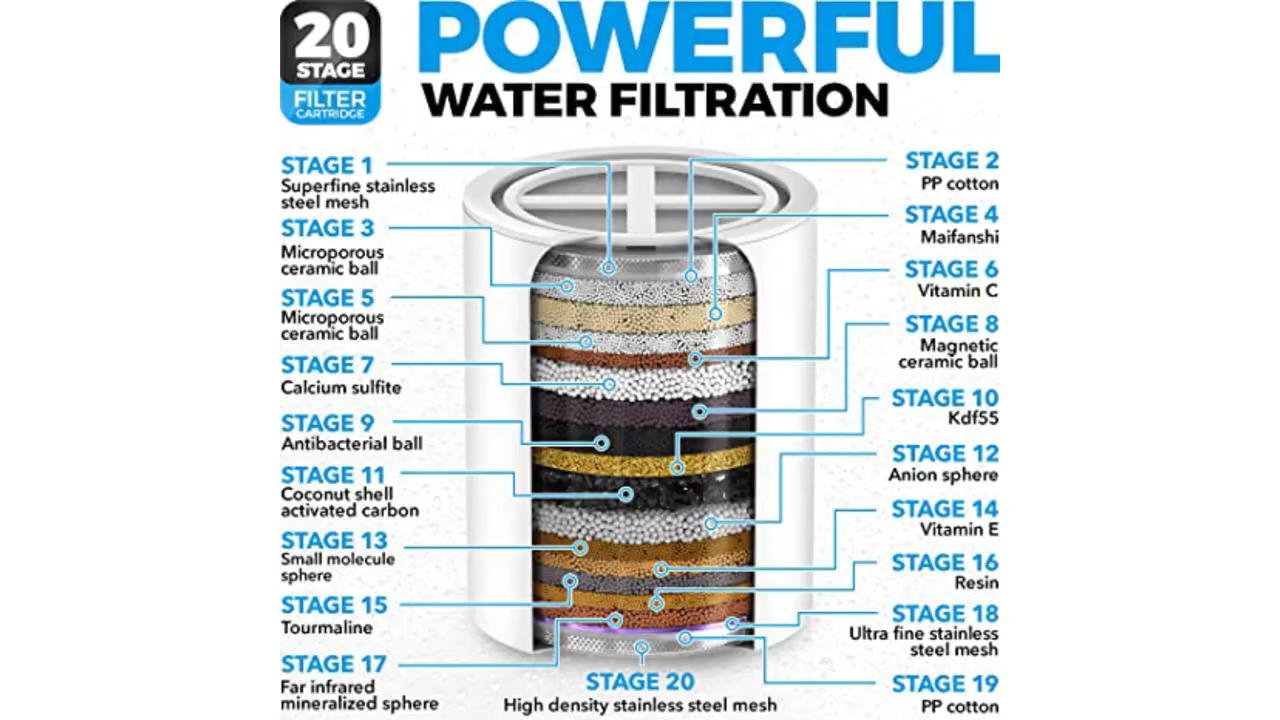 20
STAGE
FILTER
CARTRIDGE
POWERFUL
WATER FILTRATION
STAGE 1
Superfine stainless
steel mesh
STAGE 2
PP cotton
STAGE 3
Microporous
ceramic ball
STAGE 4
Maifanshi
STAGE 5
Microporous
ceramic ball
STAGE 6
Vitamin C
STAGE 7
Calcium sulfite
STAGE 8
Magnetic
ceramic ball
STAGE 9
Antibacterial ball
STAGE 10
Kdf55
STAGE 11
Coconut shell
activated carbon
STAGE 12
Anion sphere
STAGE 13
Small molecule
sphere
STAGE 14
Vitamin E
STAGE 15
Tourmaline
STAGE 16
Resin
STAGE 17
Far infrared
mineralized sphere
STAGE 18
Ultra fine stainless
steel mesh
STAGE 19
PP cotton
STAGE 20
High density stainless steel mesh